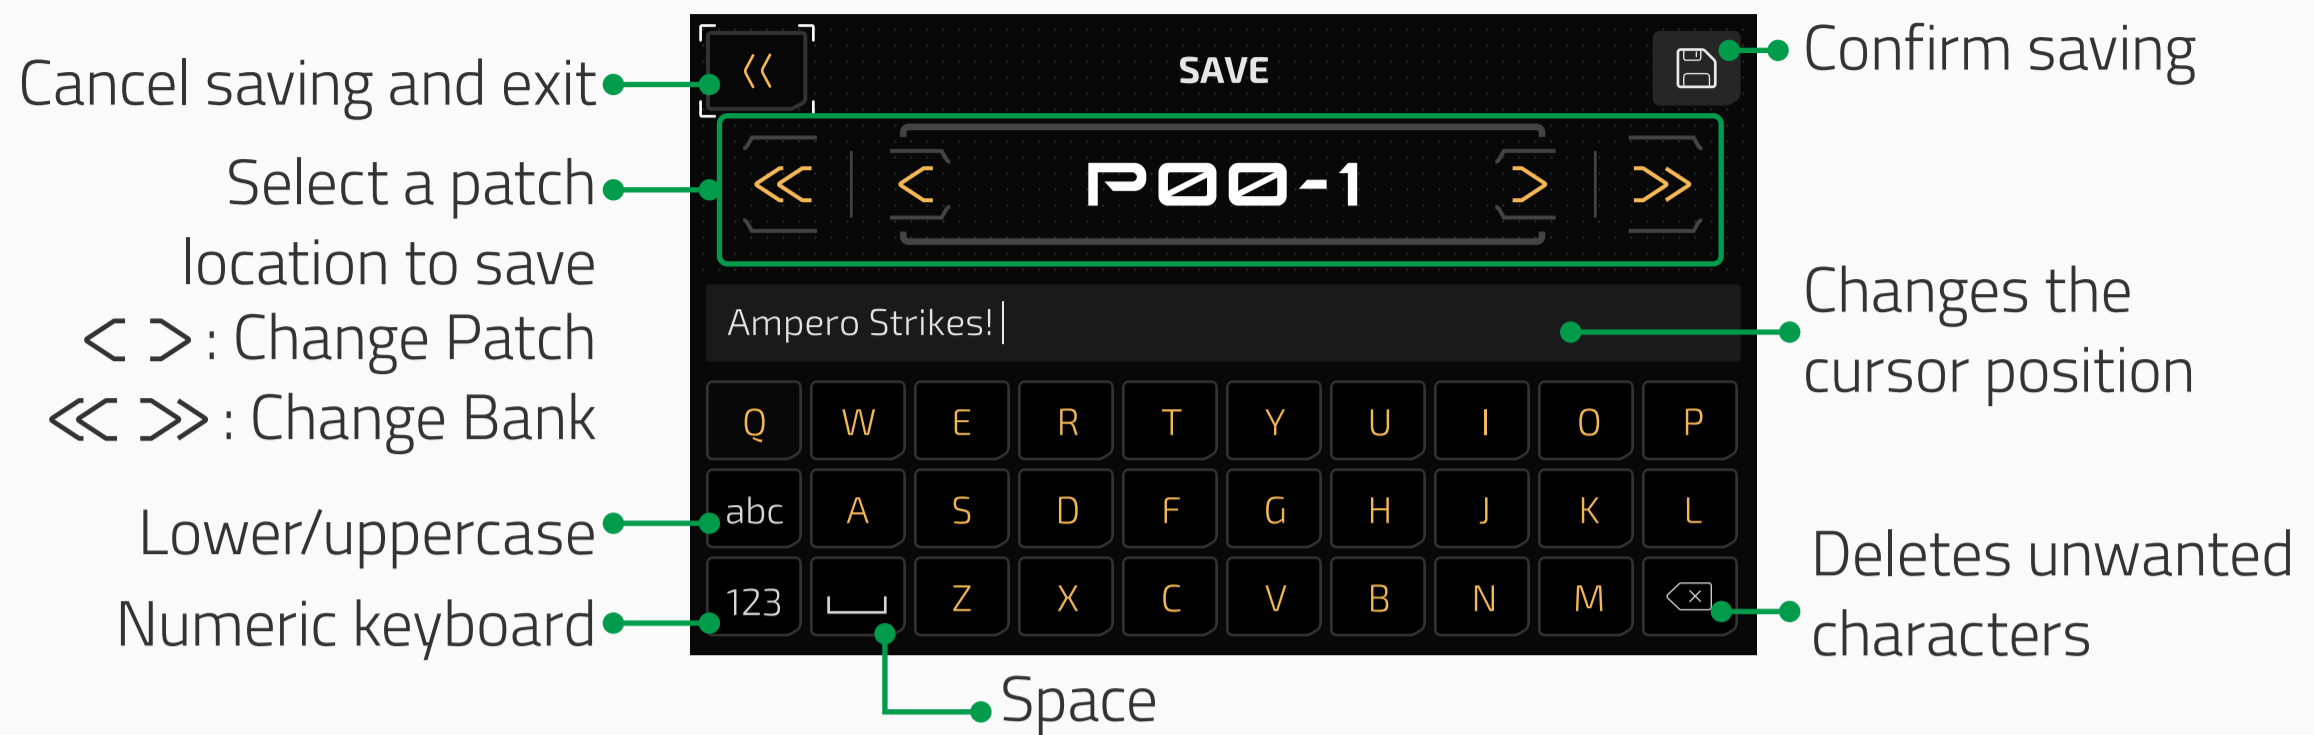 Cancel saving and exit
Select a patch
location to save
< > : Change Patch
<< >> : Change Bank
Lower/uppercase
Numeric keyboard
SAVE
P00-1
Ampero Strikes!
Q W E R T Y U I O P
abc A S D F G H J K L
123 Z X C V B N M
Space
Confirm saving
Changes the
cursor position
Deletes unwanted
characters